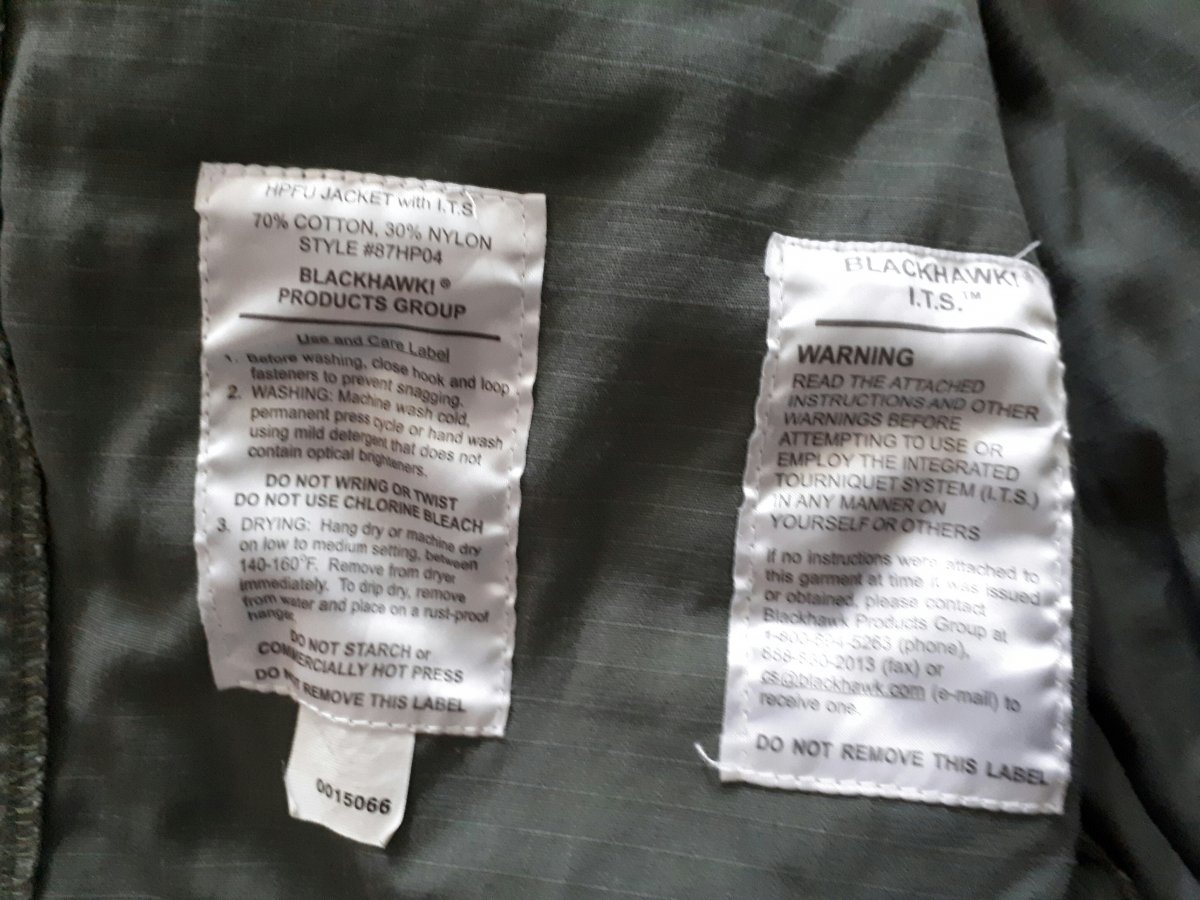 HPFU JACKET with I.T.S
70% COTTON, 30% NYLON
STYLE #87HP04
BLACKHAWK! ®
PRODUCTS GROUP
Use and Care Label
1. Before washing, close hook and loop
fasteners to prevent snagging.
2. WASHING: Machine wash cold,
permanent press cycle or hand wash
using mild detergent that does not
contain optical brighteners.
DO NOT WRING OR TWIST
DO NOT USE CHLORINE BLEACH
3. DRYING: Hang dry or machine dry
on low to medium setting, between
140-160°F. Remove from dryer
immediately. To drip dry, remove
from water and place on a rust-proof
hanger.
DO NOT STARCH or
COMMERCIALLY HOT PRESS
DO NOT REMOVE THIS LABEL
0015066
BLACKHAWK! ®
I.T.S.™
WARNING
READ THE ATTACHED
INSTRUCTIONS AND OTHER
WARNINGS BEFORE
ATTEMPTING TO USE OR
EMPLOY THE INTEGRATED
TOURNIQUET SYSTEM (I.T.S.)
IN ANY MANNER ON
YOURSELF OR OTHERS
If no instructions were attached to
this garment at time it was issued
or obtained, please contact
Blackhawk Products Group at
(phone),
(fax) or
cs@blackhawk.com (e-mail) to
receive one.
DO NOT REMOVE THIS LABEL